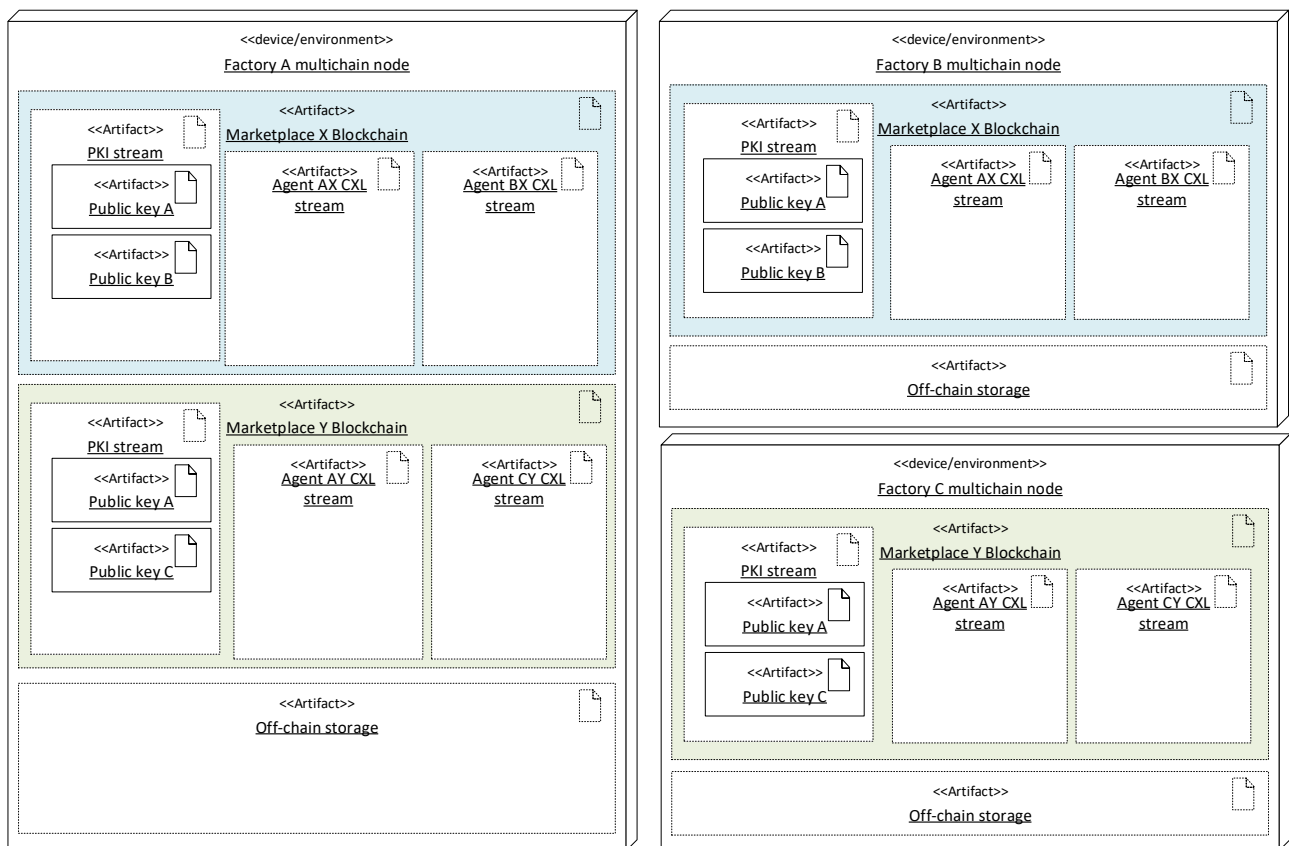 <<device/environment>>
Factory A multichain node
<<Artifact>>
Marketplace X Blockchain
<<Artifact>>
PKI stream
<<Artifact>>
Public key A
<<Artifact>>
Public key B
<<Artifact>>
Agent AX CXL
stream
<<Artifact>>
Agent BX CXL
stream
<<Artifact>>
Marketplace Y Blockchain
<<Artifact>>
PKI stream
<<Artifact>>
Public key A
<<Artifact>>
Public key C
<<Artifact>>
Agent AY CXL
stream
<<Artifact>>
Agent CY CXL
stream
<<Artifact>>
Off-chain storage
<<device/environment>>
Factory B multichain node
<<Artifact>>
Marketplace X Blockchain
<<Artifact>>
PKI stream
<<Artifact>>
Public key A
<<Artifact>>
Public key B
<<Artifact>>
Agent AX CXL
stream
<<Artifact>>
Agent BX CXL
stream
<<Artifact>>
Off-chain storage
<<device/environment>>
Factory C multichain node
<<Artifact>>
Marketplace Y Blockchain
<<Artifact>>
PKI stream
<<Artifact>>
Public key A
<<Artifact>>
Public key C
<<Artifact>>
Agent AY CXL
stream
<<Artifact>>
Agent CY CXL
stream
<<Artifact>>
Off-chain storage